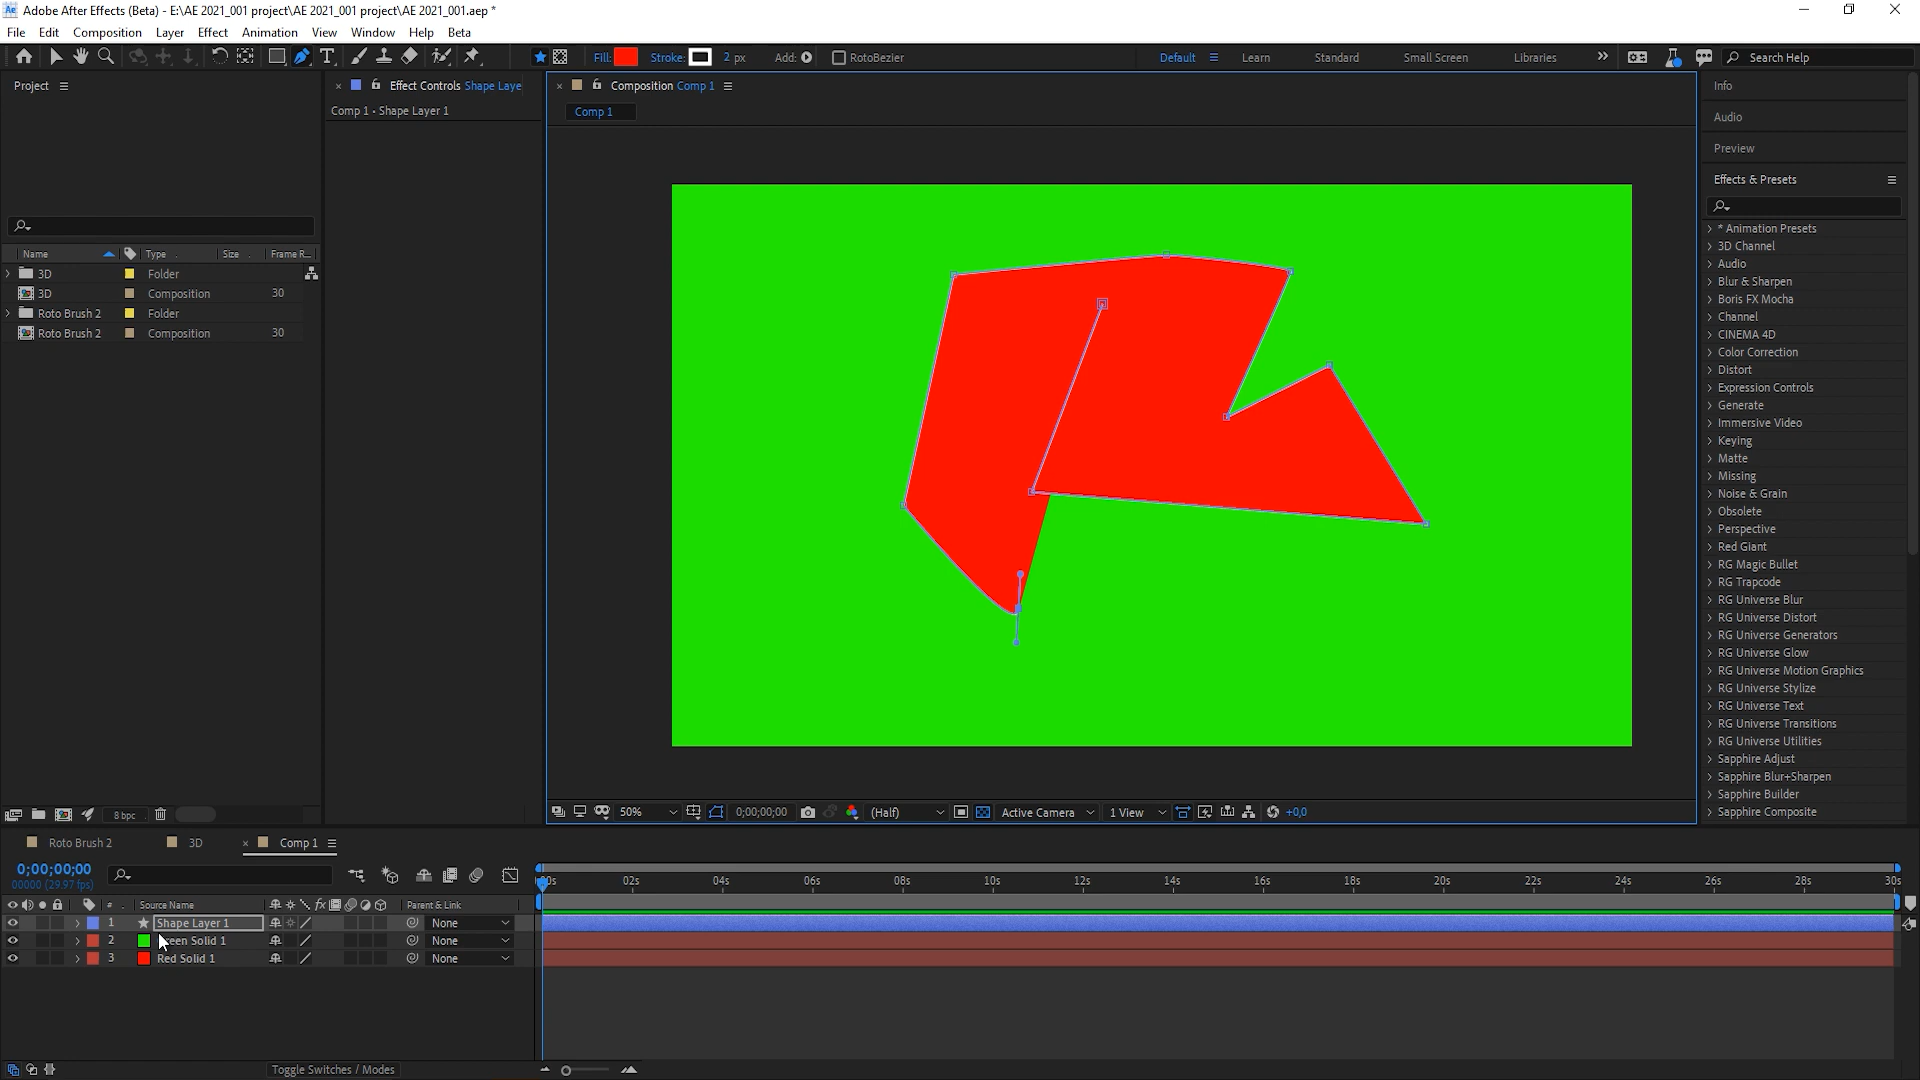 Adobe After Effects (Beta) - E:\AE 2021_001 project\AE 2021_001 project\AE 2021_001.aep *
File Edit Composition Layer Effect Animation View Window Help Beta
Fill: Stroke: 2 px Add: RotoBezier Default Learn Standard Small Screen Libraries Search Help
Project
Effect Controls Shape Laye
Comp 1 • Shape Layer 1
Composition Comp 1
Comp 1
Name Type Size Frame R...
3D Folder
3D Composition 30
Roto Brush 2 Folder
Roto Brush 2 Composition 30
8 bpc
50% 0;00;00;00 (Half) Active Camera 1 View +0,0
Info
Audio
Preview
Effects & Presets
* Animation Presets
3D Channel
Audio
Blur & Sharpen
Boris FX Mocha
Channel
CINEMA 4D
Color Correction
Distort
Expression Controls
Generate
Immersive Video
Keying
Matte
Missing
Noise & Grain
Obsolete
Perspective
Red Giant
RG Magic Bullet
RG Trapcode
RG Universe Blur
RG Universe Distort
RG Universe Generators
RG Universe Glow
RG Universe Motion Graphics
RG Universe Stylize
RG Universe Text
RG Universe Transitions
RG Universe Utilities
Sapphire Adjust
Sapphire Blur+Sharpen
Sapphire Builder
Sapphire Composite
Roto Brush 2 3D Comp 1
0;00;00;00
00000 (29.97 fps)
02s 04s 06s 08s 10s 12s 14s 16s 18s 20s 22s 24s 26s 28s 30s
# Source Name fx Parent & Link
1 Shape Layer 1 None
2 een Solid 1 None
3 Red Solid 1 None
Toggle Switches / Modes